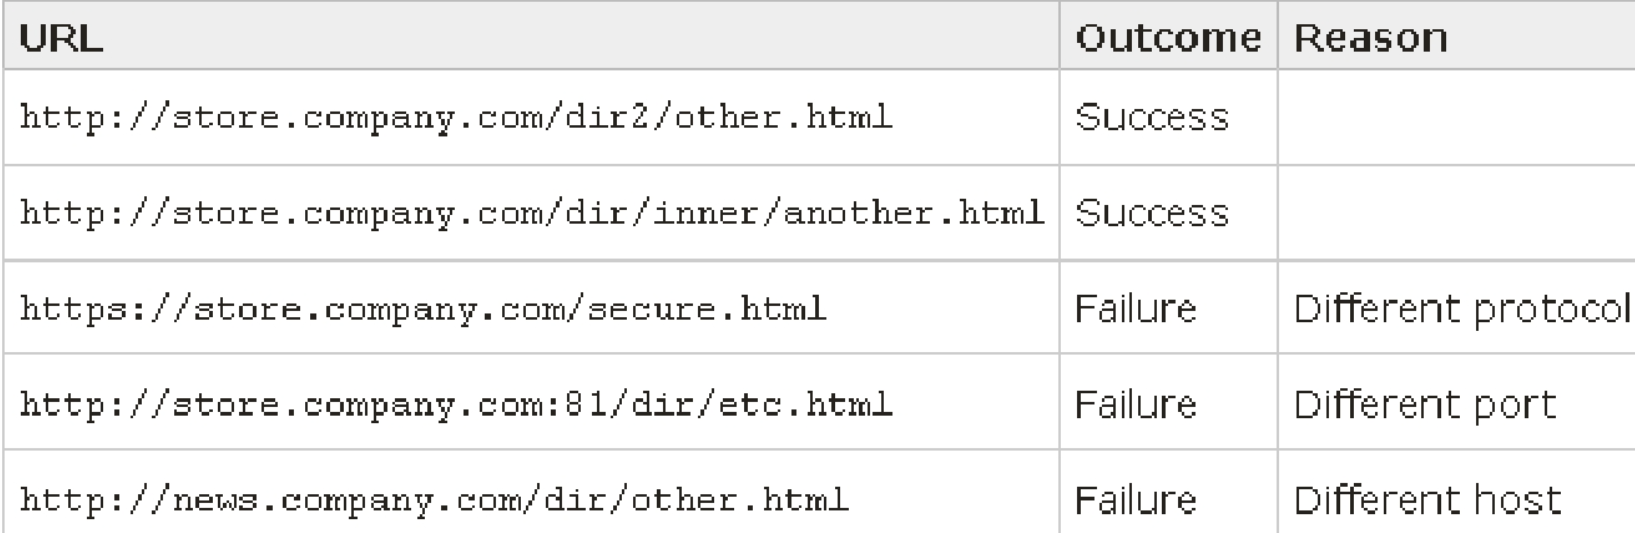 URL Outcome Reason
http://store.company.com/dir2/other.html Success
http://store.company.com/dir/inner/another.html Success
https://store.company.com/secure.html Failure Different protocol
http://store.company.com:81/dir/etc.html Failure Different port
http://news.company.com/dir/other.html Failure Different host